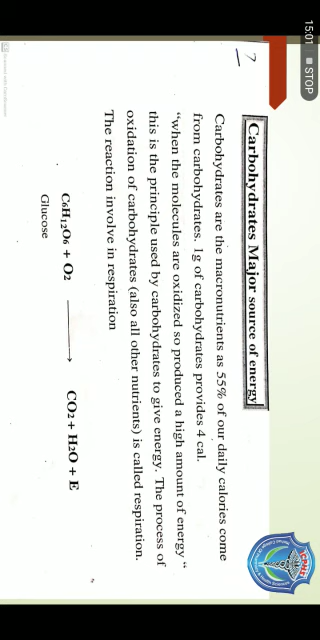 15:01 STOP
7
Carbohydrates Major source of energy
Carbohydrates are the macronutrients as 55% of our daily calories come
from carbohydrates. 1g of carbohydrates provides 4 cal.
“when the molecules are oxidized so produced a high amount of energy “
this is the principle used by carbohydrates to give energy. The process of
oxidation of carbohydrates (also all other nutrients) is called respiration.
The reaction involve in respiration
C6H12O6 + O2 ⟶ CO2 + H2O + E
Glucose